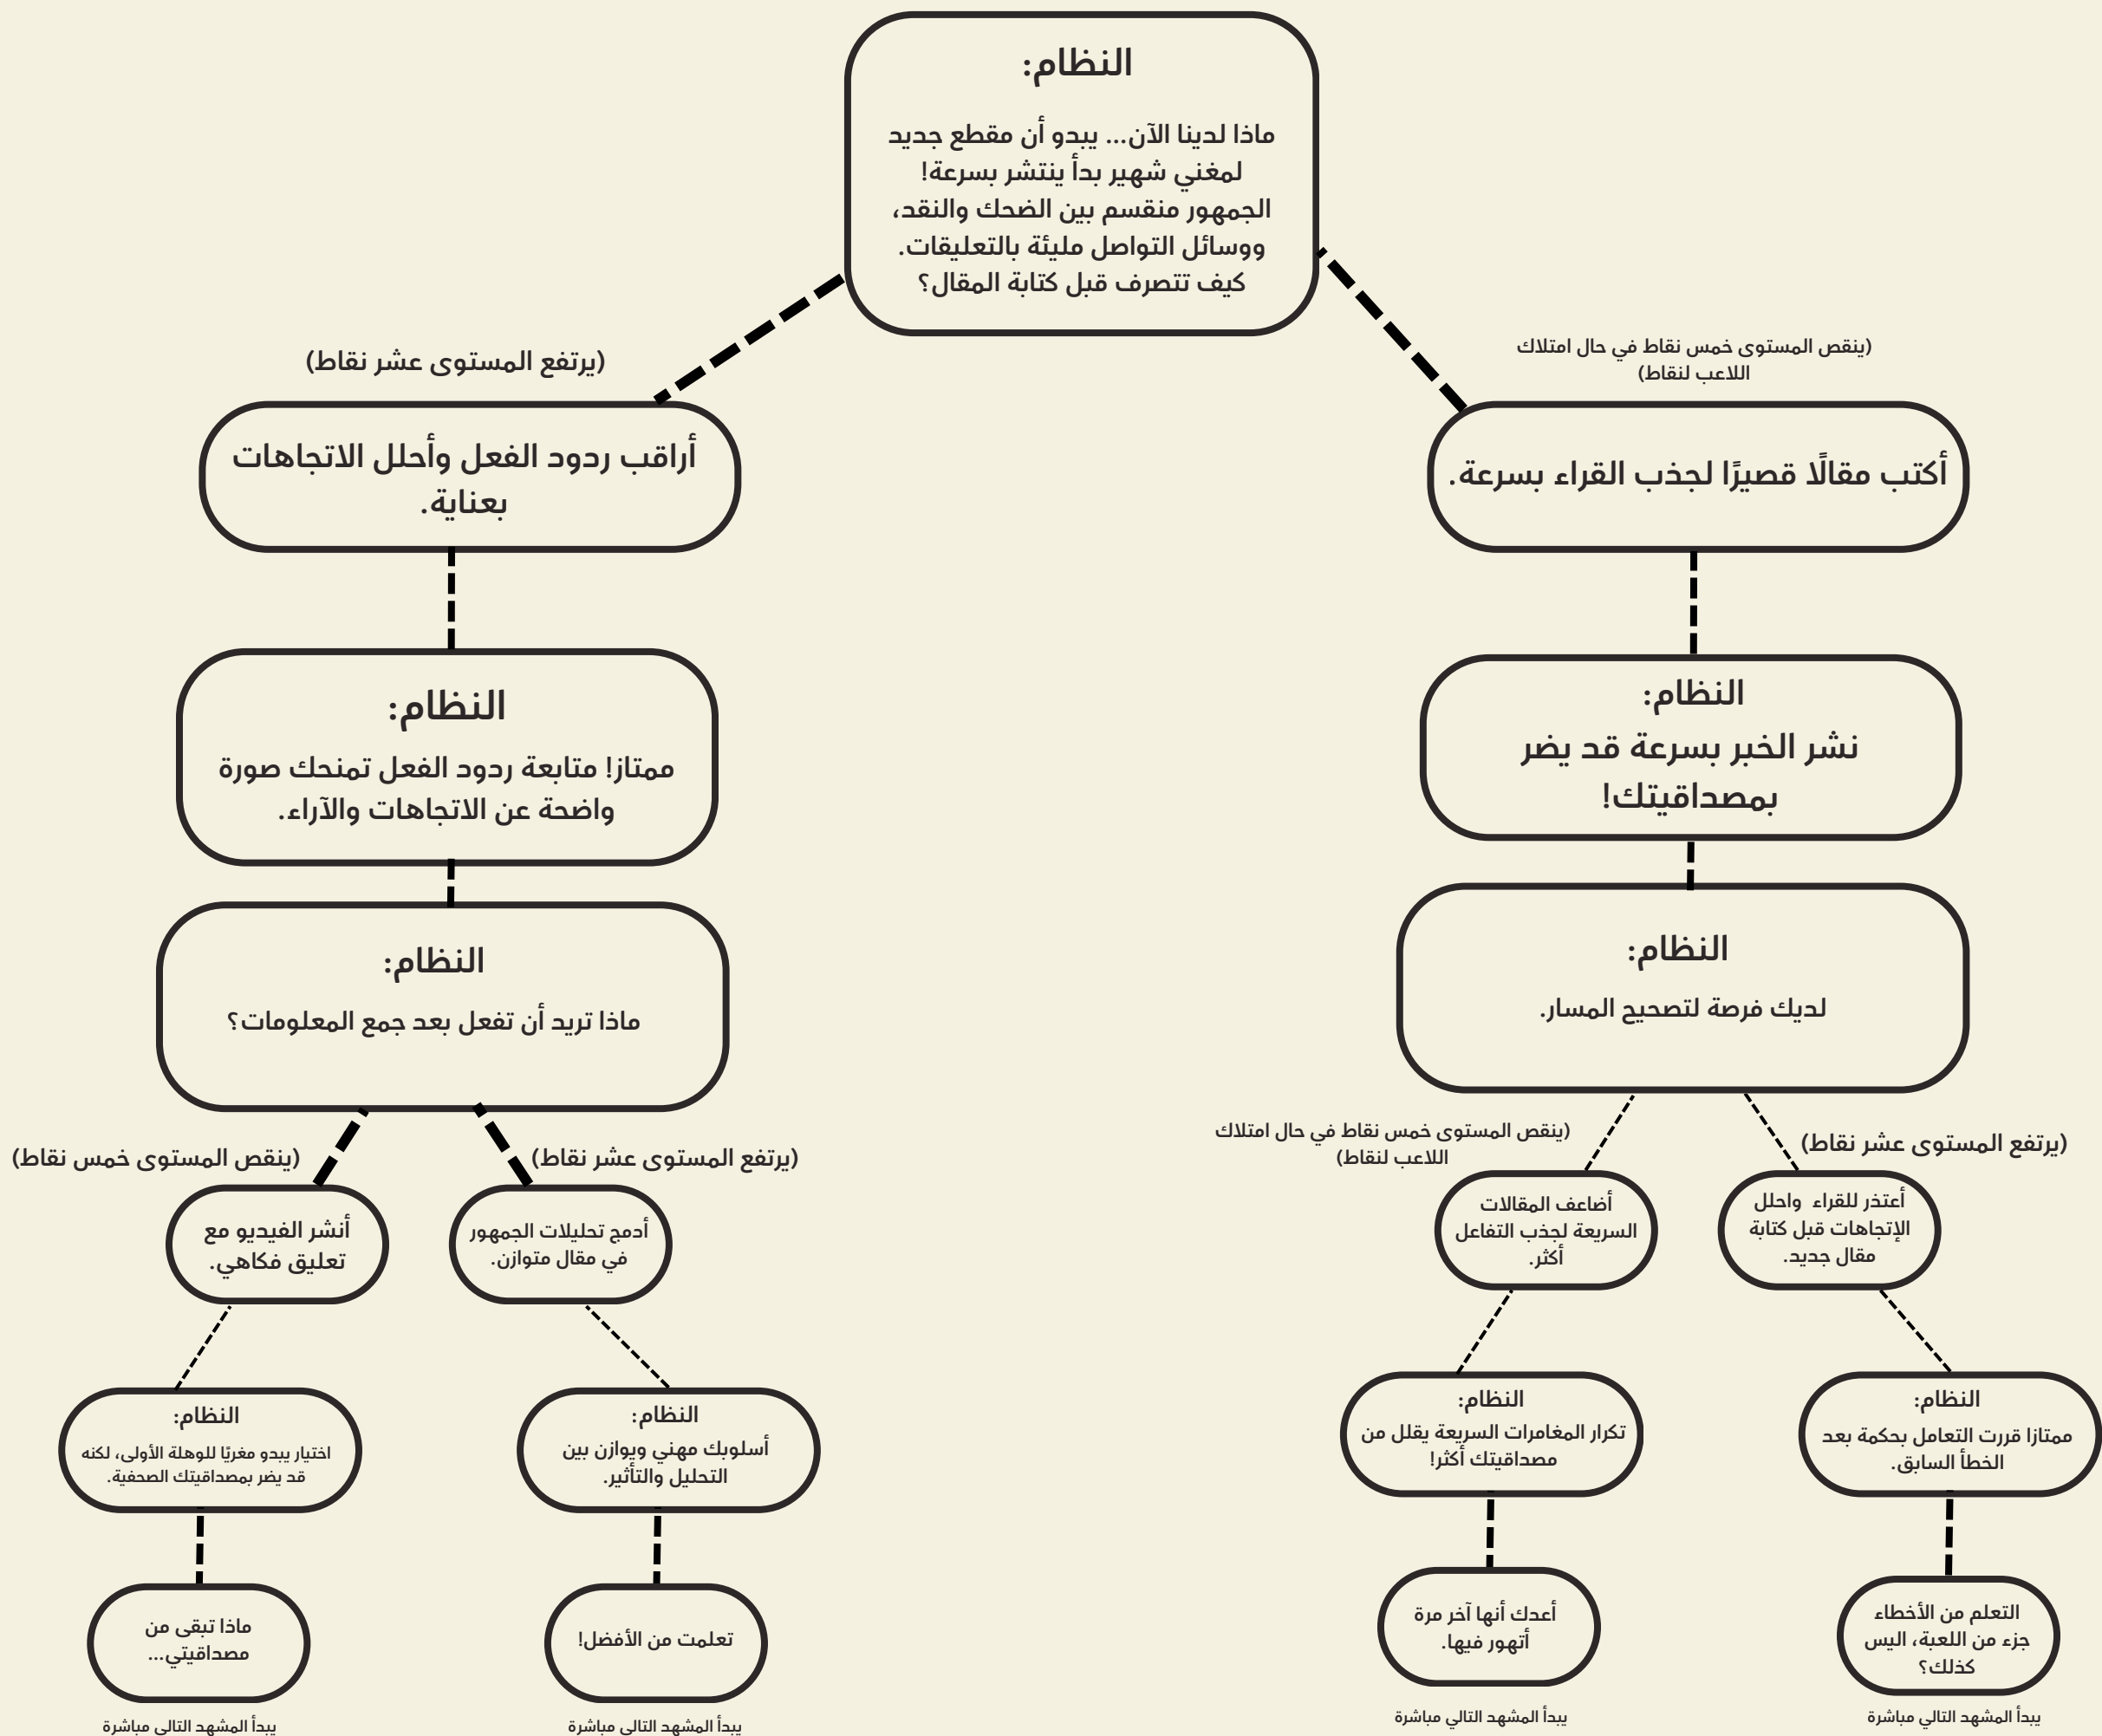 النظام:
ماذا لدينا الآن... يبدو أن مقطع جديد
لمغني شهير بدأ ينتشر بسرعة!
الجمهور منقسم بين الضحك والنقد،
ووسائل التواصل مليئة بالتعليقات.
كيف تتصرف قبل كتابة المقال؟
(ينقص المستوى خمس نقاط في حال امتلاك
اللاعب لنقاط)
أكتب مقالًا قصيرًا لجذب القراء بسرعة.
النظام:
نشر الخبر بسرعة قد يضر
بمصداقيتك!
النظام:
لديك فرصة لتصحيح المسار.
(يرتفع المستوى عشر نقاط)
أعتذر للقراء واحلل
الإتجاهات قبل كتابة
مقال جديد.
النظام:
ممتازا قررت التعامل بحكمة بعد
الخطأ السابق.
التعلم من الأخطاء
جزء من اللعبة، اليس
كذلك؟
يبدأ المشهد التالي مباشرة
(ينقص المستوى خمس نقاط في حال امتلاك
اللاعب لنقاط)
أضاعف المقالات
السريعة لجذب التفاعل
أكثر.
النظام:
تكرار المغامرات السريعة يقلل من
مصداقيتك أكثر!
أعدك أنها آخر مرة
أتهور فيها.
يبدأ المشهد التالي مباشرة
(يرتفع المستوى عشر نقاط)
أراقب ردود الفعل وأحلل الاتجاهات
بعناية.
النظام:
ممتاز! متابعة ردود الفعل تمنحك صورة
واضحة عن الاتجاهات والآراء.
النظام:
ماذا تريد أن تفعل بعد جمع المعلومات؟
(يرتفع المستوى عشر نقاط)
أدمج تحليلات الجمهور
في مقال متوازن.
النظام:
أسلوبك مهني ويوازن بين
التحليل والتأثير.
تعلمت من الأفضل!
يبدأ المشهد التالي مباشرة
(ينقص المستوى خمس نقاط)
أنشر الفيديو مع
تعليق فكاهي.
النظام:
اختيار يبدو مغريًا للوهلة الأولى، لكنه
قد يضر بمصداقيتك الصحفية.
ماذا تبقى من
مصداقيتي...
يبدأ المشهد التالي مباشرة